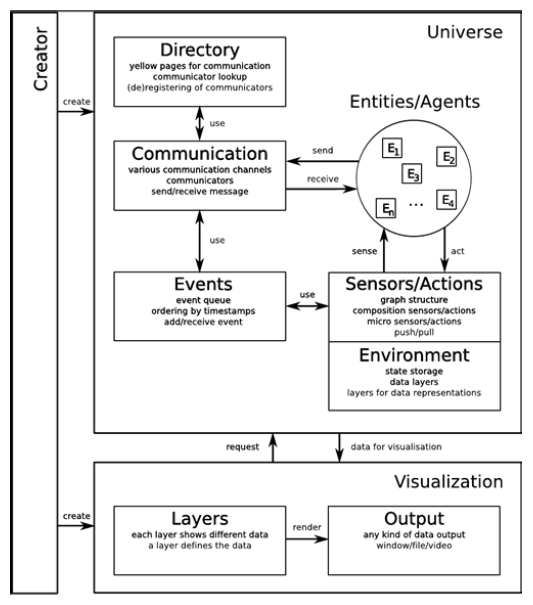 Creator
create
Universe
Directory
yellow pages for communication
communicator lookup
(de)registering of communicators
use
Communication
various communication channels
communicators
send/receive message
send
receive
Entities/Agents
E1
E2
E3
En
...
E4
use
sense
act
Events
event queue
ordering by timestamps
add/receive event
use
Sensors/Actions
graph structure
composition sensors/actions
micro sensors/actions
push/pull
Environment
state storage
data layers
layers for data representations
request
data for visualisation
create
Visualization
Layers
each layer shows different data
a layer defines the data
render
Output
any kind of data output
window/file/video